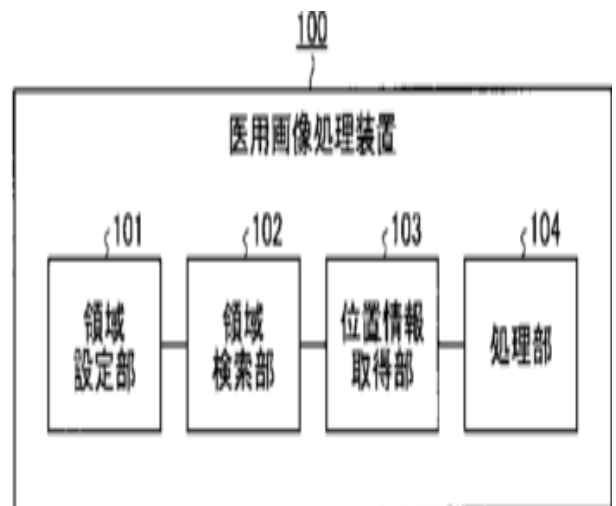 100
医用画像処理装置
101
102
103
104
領域
設定部
領域
検索部
位置情報
取得部
処理部